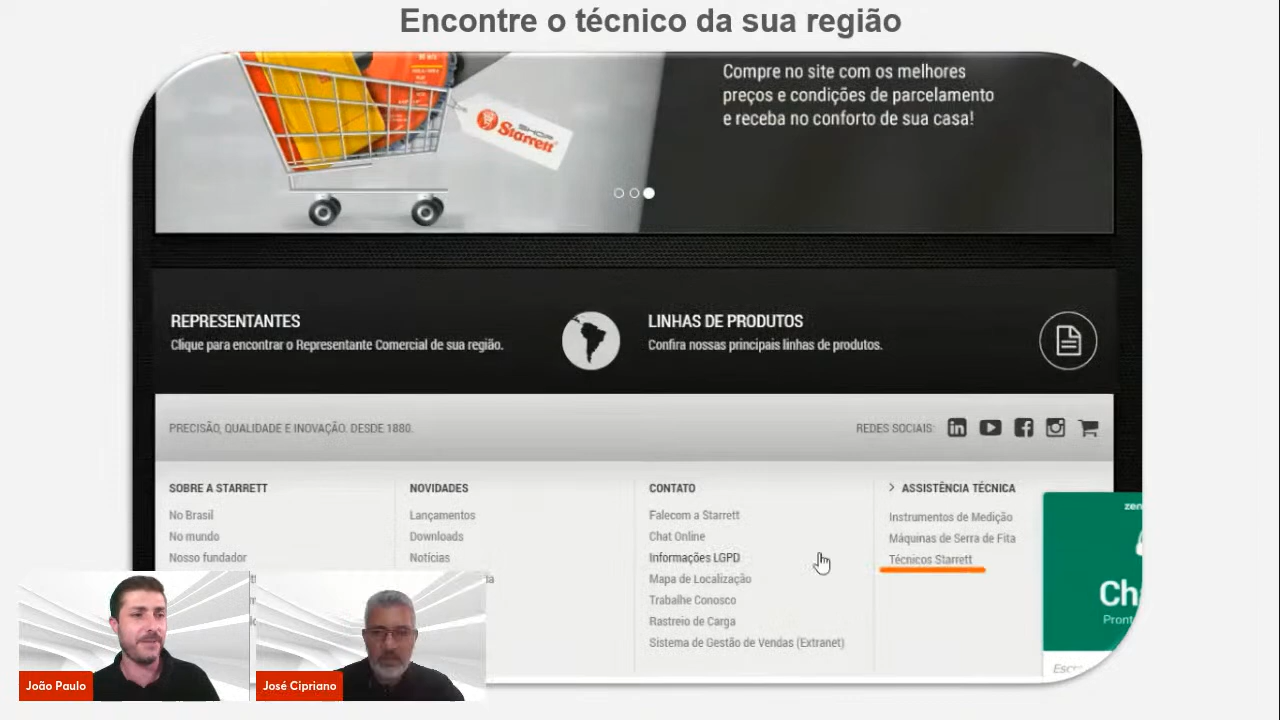 Encontre o técnico da sua região
Compre no site com os melhores
preços e condições de parcelamento
e receba no conforto de sua casa!
SHOP
Starrett
REPRESENTANTES
Clique para encontrar o Representante Comercial de sua região.
LINHAS DE PRODUTOS
Confira nossas principais linhas de produtos.
PRECISÃO, QUALIDADE E INOVAÇÃO. DESDE 1880.
REDES SOCIAIS:
SOBRE A STARRETT
No Brasil
No mundo
Nosso fundador
NOVIDADES
Lançamentos
Downloads
Notícias
CONTATO
Falecom a Starrett
Chat Online
Informações LGPD
Mapa de Localização
Trabalhe Conosco
Rastreio de Carga
Sistema de Gestão de Vendas (Extranet)
> ASSISTÊNCIA TÉCNICA
Instrumentos de Medição
Máquinas de Serra de Fita
Técnicos Starrett
zen
Ch
Pront
Escre
João Paulo
José Cipriano